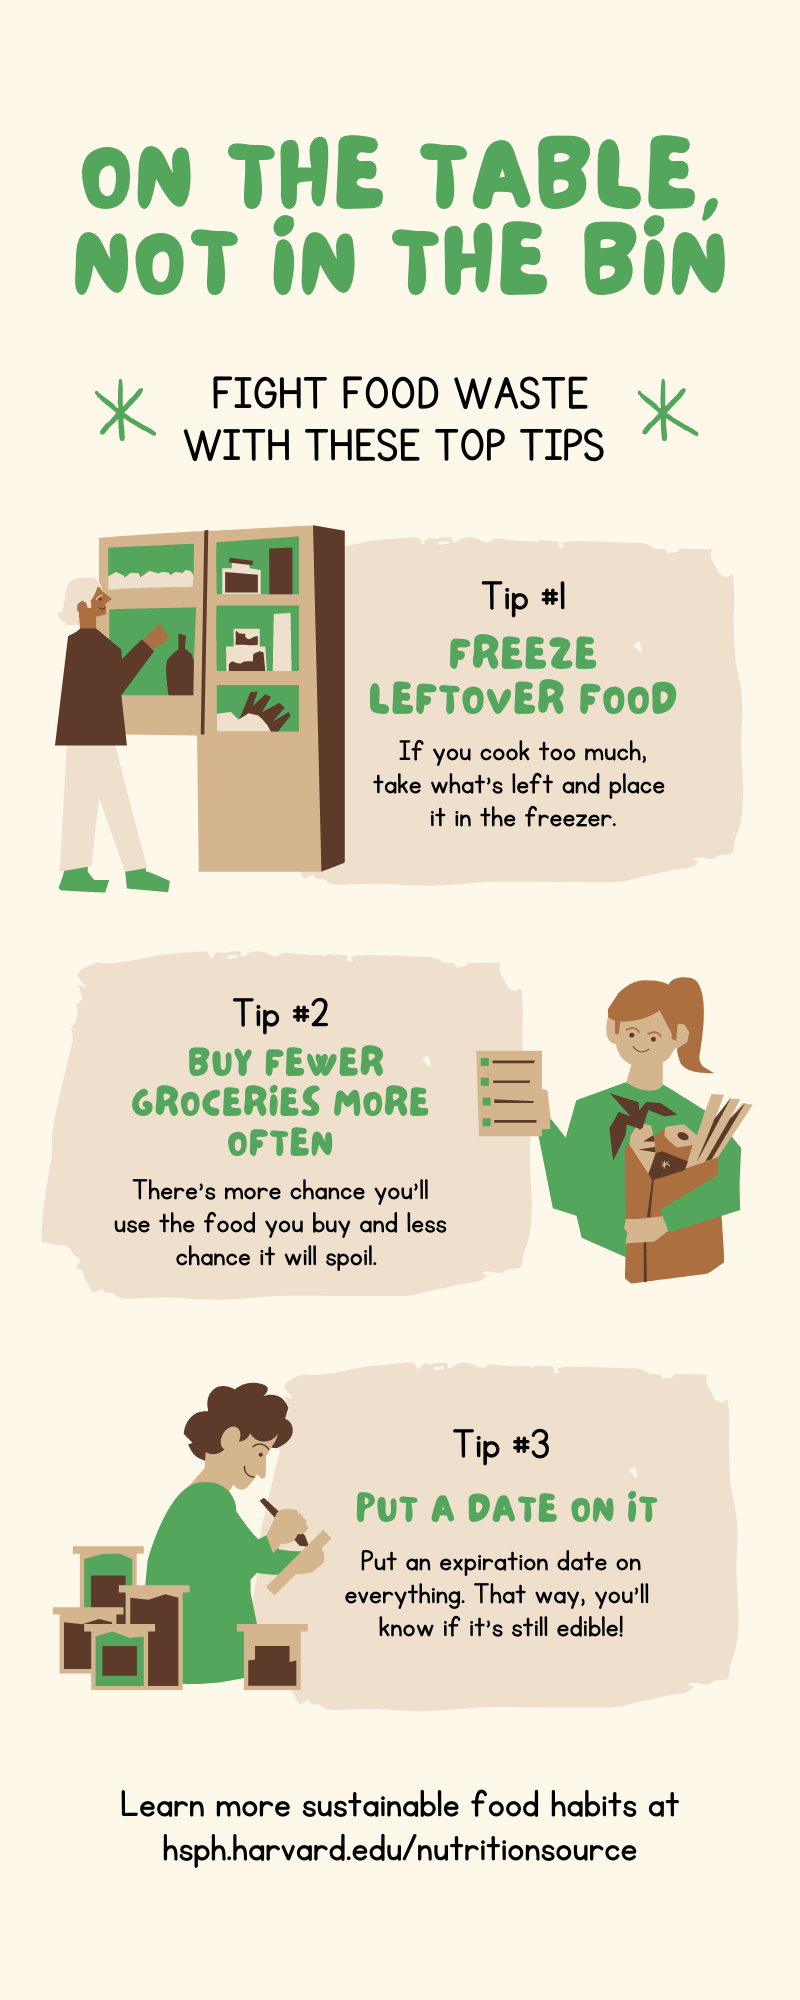 ON THE TABLE,
NOT iN THE BiN
FIGHT FOOD WASTE
WITH THESE TOP TIPS
Tip #1
FREEZE
LEFTOVER FOOD
If you cook too much,
take what's left and place
it in the freezer.
Tip #2
BUY FEWER
GROCERiES MORE
OFTEN
There's more chance you'll
use the food you buy and less
chance it will spoil.
Tip #3
PUT A DATE ON iT
Put an expiration date on
everything. That way, you'll
know if it's still edible!
Learn more sustainable food habits at
hsph.harvard.edu/nutritionsource